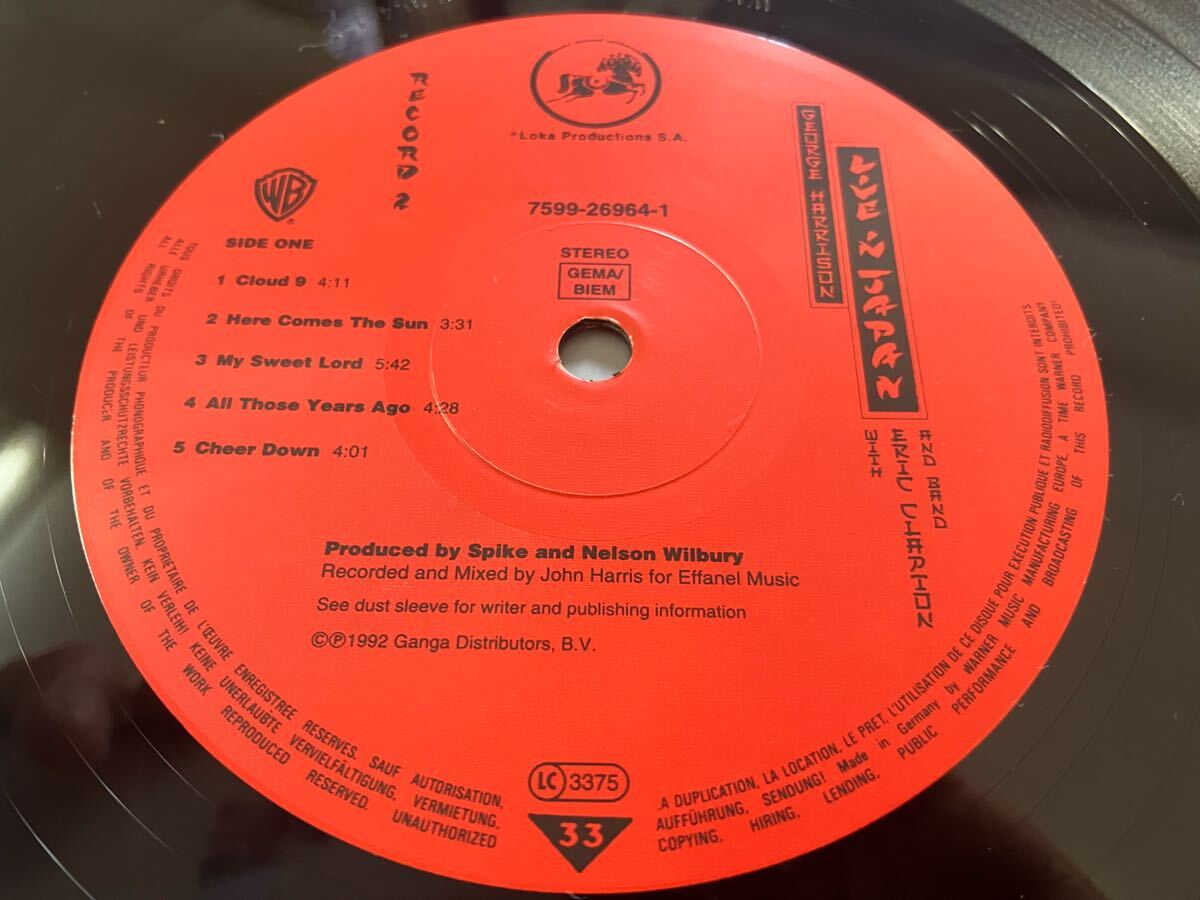 ℗Loka Productions S.A.
RECORD 2
WB
7599-26964-1
GEORGE HARRISON
LIVE IN JAPAN
WITH
ERIC CLAPTON
AND BAND
STEREO
GEMA/
BIEM
SIDE ONE
1 Cloud 9 4:11
2 Here Comes The Sun 3:31
3 My Sweet Lord 5:42
4 All Those Years Ago 4:28
5 Cheer Down 4:01
Produced by Spike and Nelson Wilbury
Recorded and Mixed by John Harris for Effanel Music
See dust sleeve for writer and publishing information
©℗1992 Ganga Distributors, B.V.
LC 3375
33
TOUS DROITS DU PRODUCTEUR PHONOGRAPHIQUE ET DU PROPRIETAIRE DE L'ŒUVRE ENREGISTREE RESERVES. SAUF AUTORISATION, LA DUPLICATION, LA LOCATION, LE PRET, L'UTILISATION DE CE DISQUE POUR EXECUTION PUBLIQUE ET RADIODIFFUSION SONT INTERDITS
ALLE URHEBER UND LEISTUNGSSCHUTZRECHTE VORBEHALTEN. KEIN VERLEIH! KEINE UNERLAUBTE VERVIELFÄLTIGUNG, VERMIETUNG, AUFFÜHRUNG, SENDUNG! Made in Germany by WARNER MUSIC MANUFACTURING EUROPE. A TIME WARNER COMPANY
ALL RIGHTS OF THE PRODUCER AND OF THE OWNER OF THE WORK REPRODUCED RESERVED. UNAUTHORIZED COPYING, HIRING, LENDING, PUBLIC PERFORMANCE AND BROADCASTING OF THIS RECORD PROHIBITED!